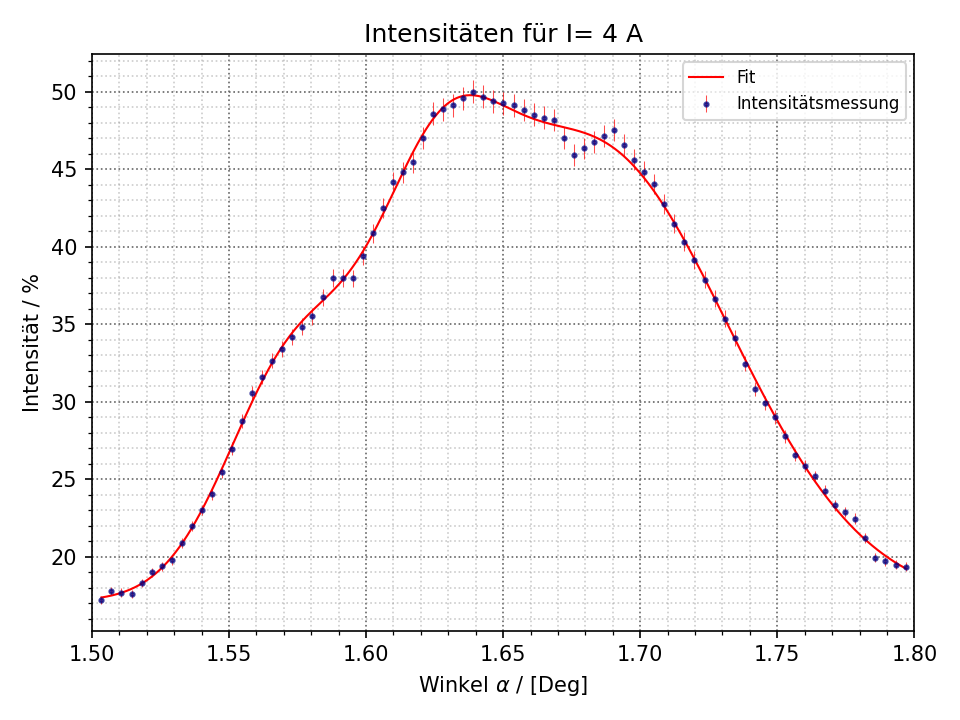 Intensitäten für I= 4 A
Fit
Intensitätsmessung
50
45
40
35
30
25
20
Intensität / %
1.50 1.55 1.60 1.65 1.70 1.75 1.80
Winkel α / [Deg]